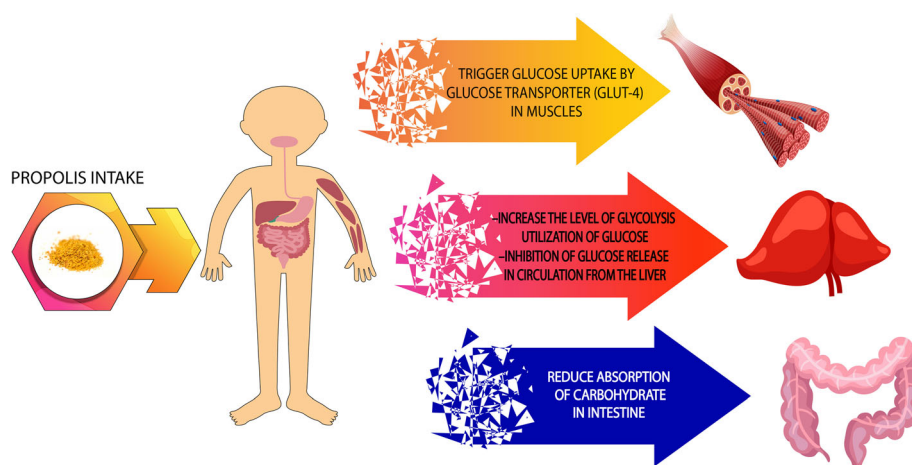 PROPOLIS INTAKE
TRIGGER GLUCOSE UPTAKE BY
GLUCOSE TRANSPORTER (GLUT-4)
IN MUSCLES
-INCREASE THE LEVEL OF GLYCOLYSIS
UTILIZATION OF GLUCOSE
-INHIBITION OF GLUCOSE RELEASE
IN CIRCULATION FROM THE LIVER
REDUCE ABSORPTION
OF CARBOHYDRATE
IN INTESTINE